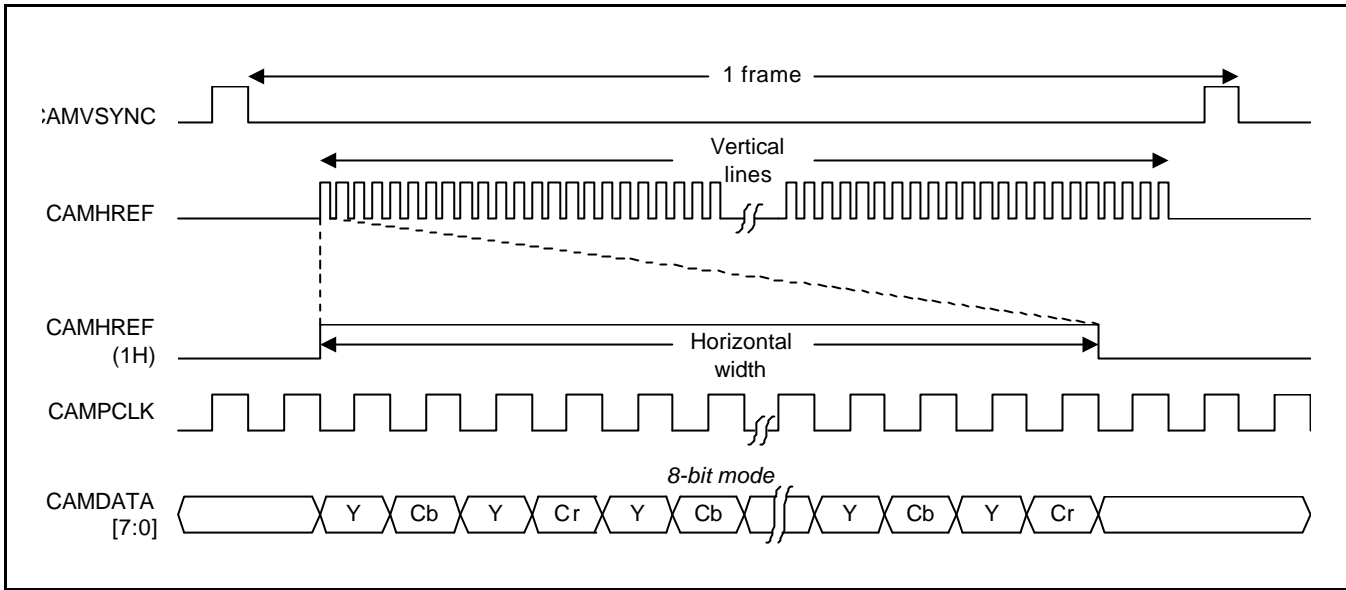 1 frame
CAMVSYNC
Vertical
lines
CAMHREF
CAMHREF
(1H)
Horizontal
width
CAMPCLK
8-bit mode
CAMDATA
[7:0]
Y Cb Y Cr Y Cb Y Cb Y Cr